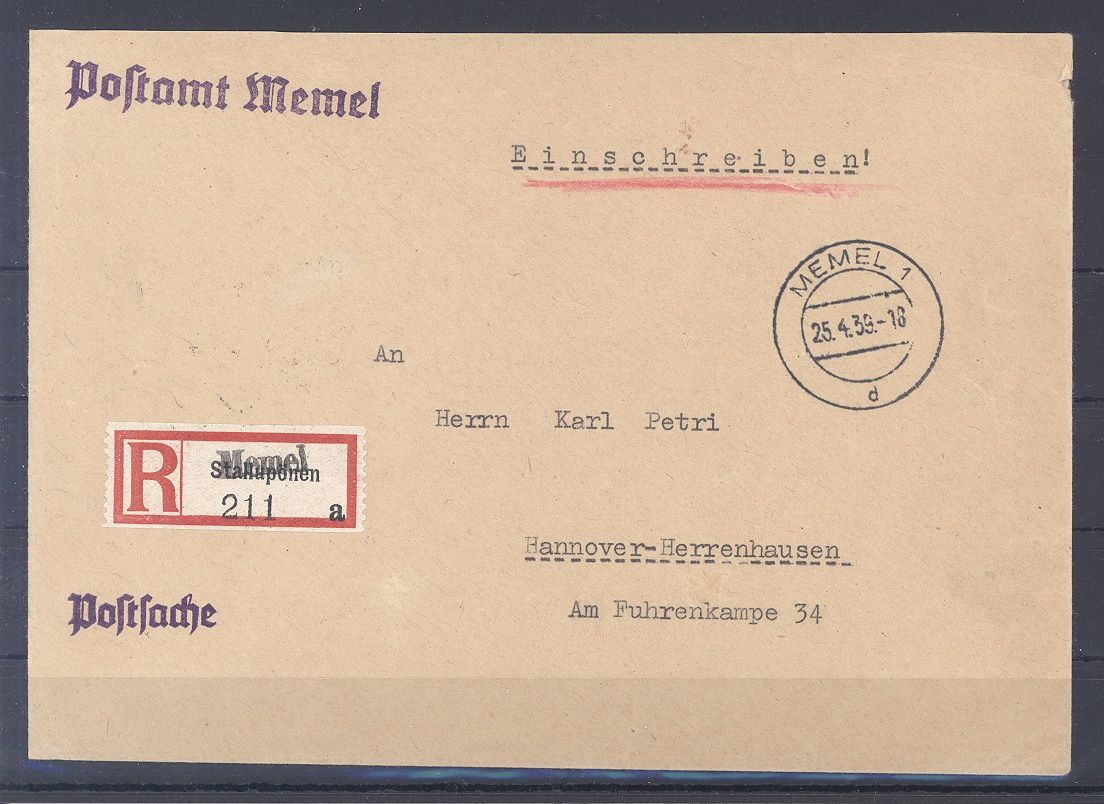 Postamt Memel
Einschreiben!
MEMEL 1
25.4.39.-18
d
An
Herrn Karl Petri
R
Memel
Stallupönen
211 a
Hannover-Herrenhausen
Postsache
Am Fuhrenkampe 34